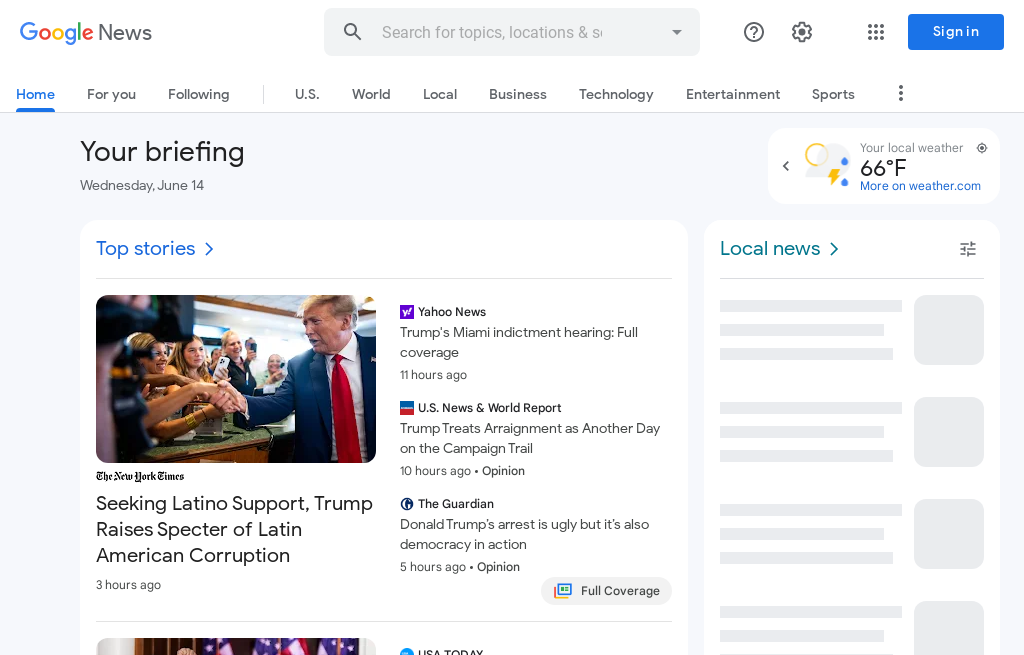 Google News
Search for topics, locations & s
Sign in
Home
For you
Following
U.S.
World
Local
Business
Technology
Entertainment
Sports
Your briefing
Wednesday, June 14
Your local weather
66°F
More on weather.com
Top stories
The New York Times
Seeking Latino Support, Trump
Raises Specter of Latin
American Corruption
3 hours ago
Yahoo News
Trump's Miami indictment hearing: Full
coverage
11 hours ago
U.S. News & World Report
Trump Treats Arraignment as Another Day
on the Campaign Trail
10 hours ago • Opinion
The Guardian
Donald Trump's arrest is ugly but it's also
democracy in action
5 hours ago • Opinion
Full Coverage
USA TODAY
Local news